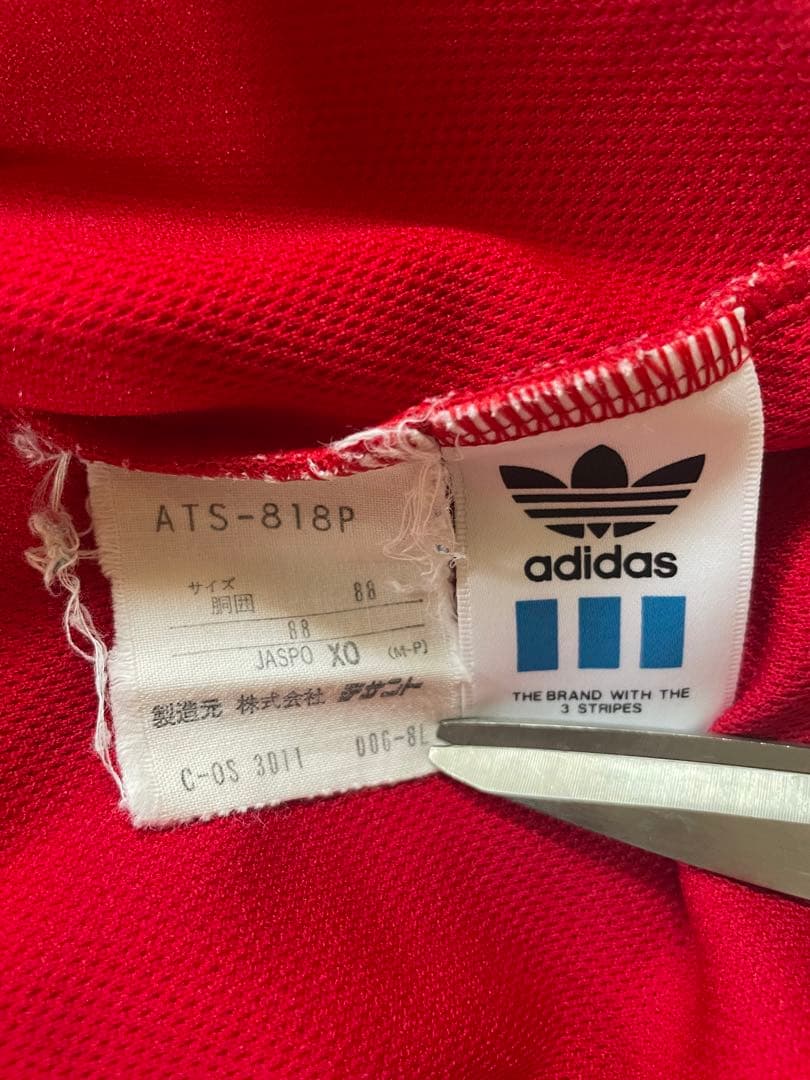 ATS-818P
サイズ
胴囲 88
88
JASPO XO (M-P)
製造元 株式会社 デサント
C-OS 3011 006-8L
adidas
THE BRAND WITH THE
3 STRIPES